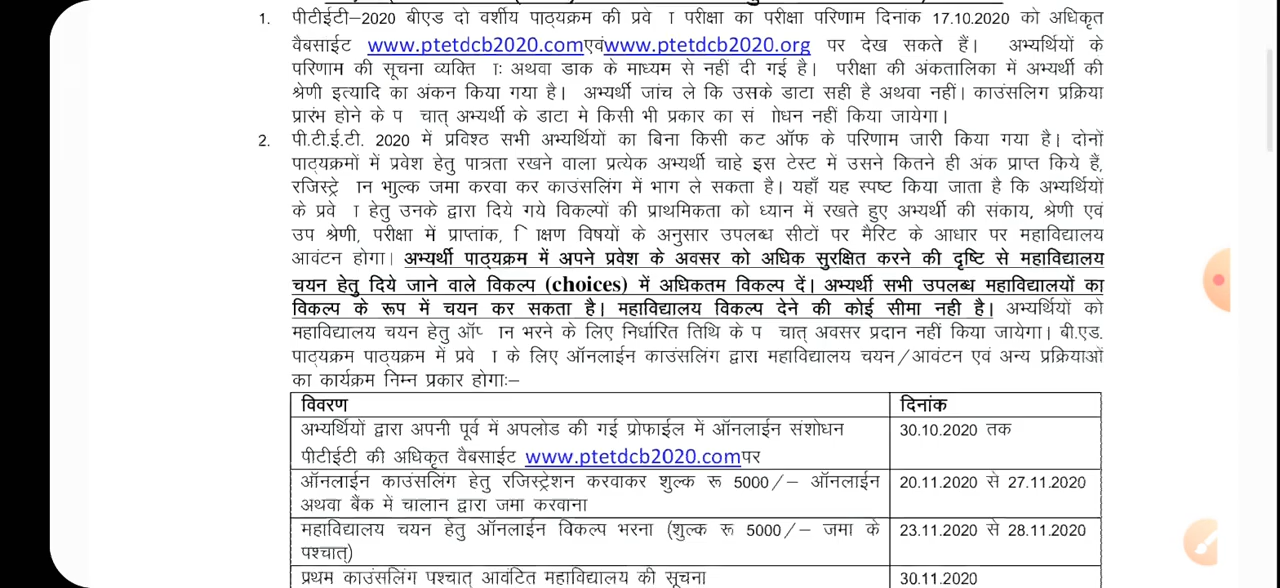 1. पीटीईटी–2020 बीएड दो वर्शीय पाठ्यक्रम की प्रवे ा परीक्षा का परीक्षा परिणाम दिनांक 17.10.2020 को अधिकृत
वैबसाईट www.ptetdcb2020.comएवंwww.ptetdcb2020.org पर देख सकते हैं। अभ्यर्थियों के
परिणाम की सूचना व्यक्ति ाः अथवा डाक के माध्यम से नहीं दी गई है। परीक्षा की अंकतालिका में अभ्यर्थी की
श्रेणी इत्यादि का अंकन किया गया है। अभ्यर्थी जांच ले कि उसके डाटा सही है अथवा नहीं। काउंसलिग प्रक्रिया
प्रारंभ होने के प चात् अभ्यर्थी के डाटा मे किसी भी प्रकार का सं ोधन नहीं किया जायेगा।
2. पी.टी.ई.टी. 2020 में प्रविश्ठ सभी अभ्यर्थियों का बिना किसी कट ऑफ के परिणाम जारी किया गया है। दोनों
पाठ्यक्रमों में प्रवेश हेतु पात्रता रखने वाला प्रत्येक अभ्यर्थी चाहे इस टेस्ट में उसने कितने ही अंक प्राप्त किये हैं,
रजिस्ट्रे ान भाुल्क जमा करवा कर काउंसलिंग में भाग ले सकता है। यहाँ यह स्पष्ट किया जाता है कि अभ्यर्थियों
के प्रवे ा हेतु उनके द्वारा दिये गये विकल्पों की प्राथमिकता को ध्यान में रखते हुए अभ्यर्थी की संकाय, श्रेणी एवं
उप श्रेणी, परीक्षा में प्राप्तांक, िाक्षण विषयों के अनुसार उपलब्ध सीटों पर मैरिट के आधार पर महाविद्यालय
आवंटन होगा। अभ्यर्थी पाठ्यक्रम में अपने प्रवेश के अवसर को अधिक सुरक्षित करने की दृष्टि से महाविद्यालय
चयन हेतु दिये जाने वाले विकल्प (choices) में अधिकतम विकल्प दें। अभ्यर्थी सभी उपलब्ध महाविद्यालयों का
विकल्प के रूप में चयन कर सकता है। महाविद्यालय विकल्प देने की कोई सीमा नही है। अभ्यर्थियों को
महाविद्यालय चयन हेतु ऑप् ान भरने के लिए निर्धारित तिथि के प चात् अवसर प्रदान नहीं किया जायेगा। बी.एड.
पाठ्यक्रम पाठ्यक्रम में प्रवे ा के लिए ऑनलाईन काउंसलिंग द्वारा महाविद्यालय चयन/आवंटन एवं अन्य प्रक्रियाओं
का कार्यक्रम निम्न प्रकार होगाः–
विवरण दिनांक
अभ्यर्थियों द्वारा अपनी पूर्व में अपलोड की गई प्रोफाईल में ऑनलाईन संशोधन 30.10.2020 तक
पीटीईटी की अधिकृत वैबसाईट www.ptetdcb2020.comपर
ऑनलाईन काउंसलिंग हेतु रजिस्ट्रेशन करवाकर शुल्क रू 5000/– ऑनलाईन 20.11.2020 से 27.11.2020
अथवा बैंक में चालान द्वारा जमा करवाना
महाविद्यालय चयन हेतु ऑनलाईन विकल्प भरना (शुल्क रू 5000/– जमा के 23.11.2020 से 28.11.2020
पश्चात्)
प्रथम काउंसलिंग पश्चात् आवंटित महाविद्यालय की सूचना 30.11.2020